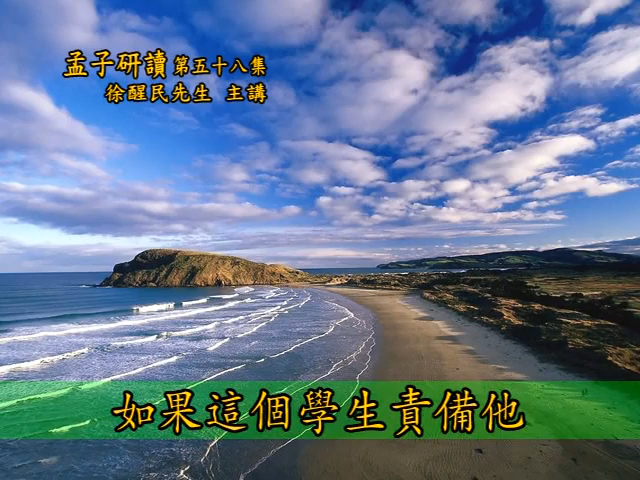 孟子研讀 第五十八集
徐醒民先生 主講
如果這個學生責備他